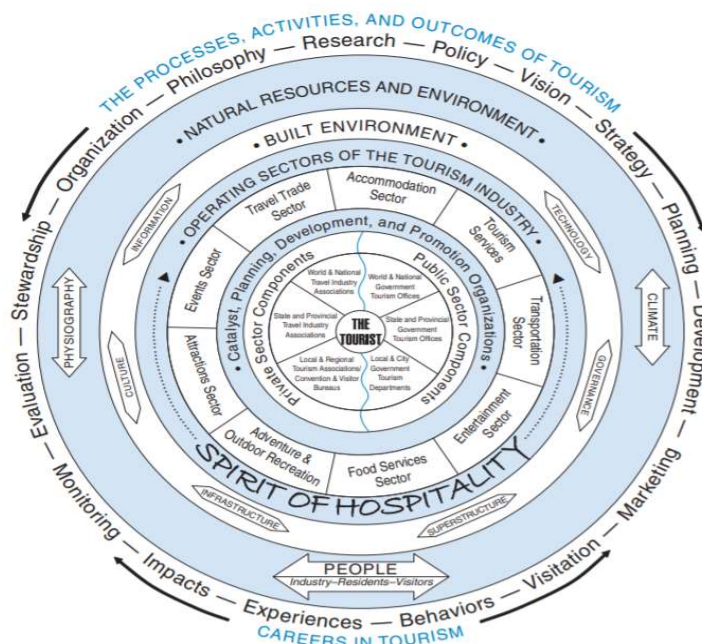 THE PROCESSES, ACTIVITIES, AND OUTCOMES OF TOURISM
Organization — Philosophy — Research — Policy — Vision — Strategy — Planning — Development — Marketing — Visitation — Behaviors — Experiences — Impacts — Monitoring — Evaluation — Stewardship —
• NATURAL RESOURCES AND ENVIRONMENT •
• BUILT ENVIRONMENT •
• OPERATING SECTORS OF THE TOURISM INDUSTRY •
INFORMATION
TECHNOLOGY
PHYSIOGRAPHY
CLIMATE
CULTURE
GOVERNANCE
INFRASTRUCTURE
SUPERSTRUCTURE
Travel Trade
Sector
Accommodation
Sector
Tourism
Services
Events Sector
Transportation
Sector
Attractions Sector
Entertainment
Sector
Adventure &
Outdoor Recreation
Food Services
Sector
• Catalyst, Planning, Development, and Promotion Organizations •
Private Sector Components
Public Sector Components
World & National
Travel Industry
Associations
World & National
Government
Tourism Offices
State and Provincial
Travel Industry
Associations
THE
TOURIST
State and Provincial
Government
Tourism Offices
Local & Regional
Tourism Associations/
Convention & Visitor
Bureaus
Local & City
Government
Tourism
Departments
SPIRIT OF HOSPITALITY
PEOPLE
Industry–Residents–Visitors
CAREERS IN TOURISM